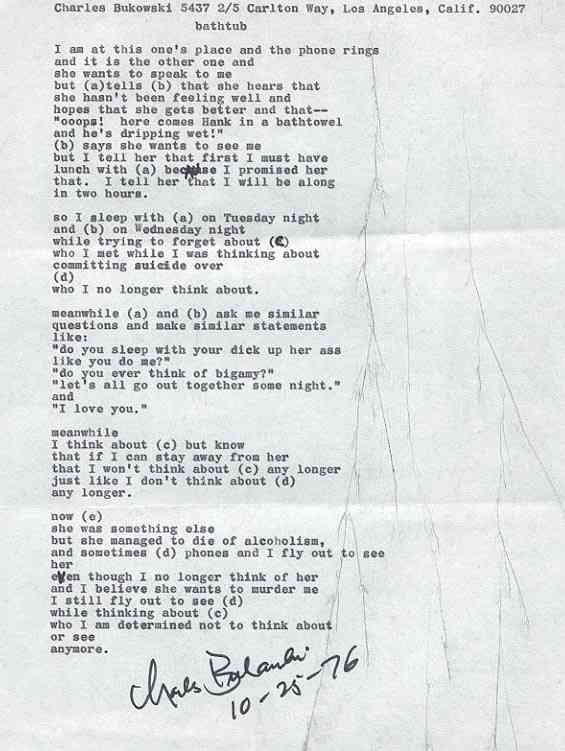 Charles Bukowski 5437 2/5 Carlton Way, Los Angeles, Calif. 90027
bathtub
I am at this one's place and the phone rings
and it is the other one and
she wants to speak to me
but (a)tells (b) that she hears that
she hasn't been feeling well and
hopes that she gets better and that--
"ooops!  here comes Hank in a bathtowel
and he's dripping wet!"
(b) says she wants to see me
but I tell her that first I must have
lunch with (a) because I promised her
that.  I tell her that I will be along
in two hours.
so I sleep with (a) on Tuesday night
and (b) on Wednesday night
while trying to forget about (c)
who I met while I was thinking about
committing suicide over
(d)
who I no longer think about.
meanwhile (a) and (b) ask me similar
questions and make similar statements
like:
"do you sleep with your dick up her ass
like you do me?"
"do you ever think of bigamy?"
"let's all go out together some night."
and
"I love you."
meanwhile
I think about (c) but know
that if I can stay away from her
that I won't think about (c) any longer
just like I don't think about (d)
any longer.
now (e)
she was something else
but she managed to die of alcoholism,
and sometimes (d) phones and I fly out to see
her
even though I no longer think of her
and I believe she wants to murder me
I still fly out to see (d)
while thinking about (c)
who I am determined not to think about
or see
anymore.
Charles Bukowski
10-25-76